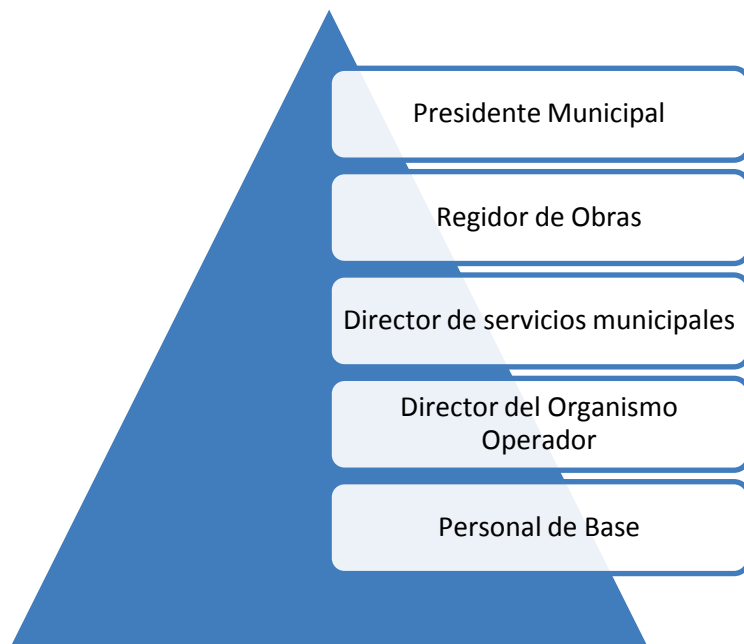 Presidente Municipal
Regidor de Obras
Director de servicios municipales
Director del Organismo
Operador
Personal de Base